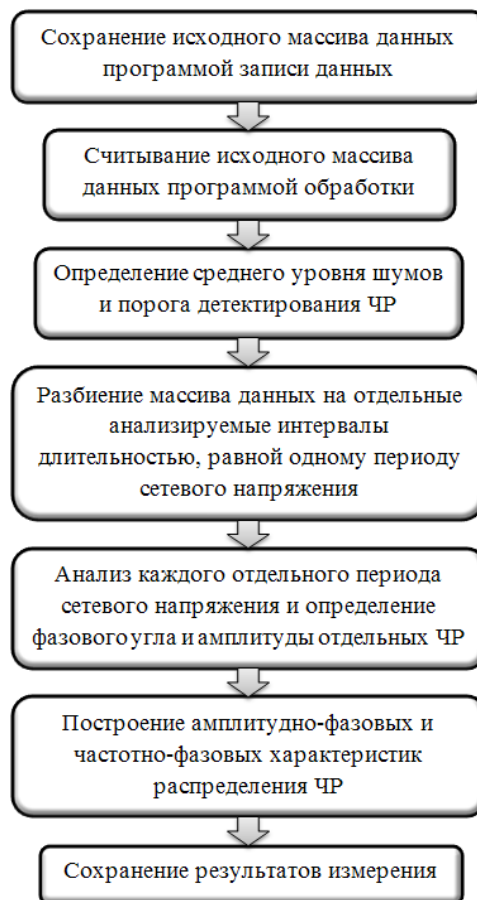 Сохранение исходного массива данных
программой записи данных
Считывание исходного массива
данных программой обработки
Определение среднего уровня шумов
и порога детектирования ЧР
Разбиение массива данных на отдельные
анализируемые интервалы
длительностью, равной одному периоду
сетевого напряжения
Анализ каждого отдельного периода
сетевого напряжения и определение
фазового угла и амплитуды отдельных ЧР
Построение амплитудно-фазовых и
частотно-фазовых характеристик
распределения ЧР
Сохранение результатов измерения